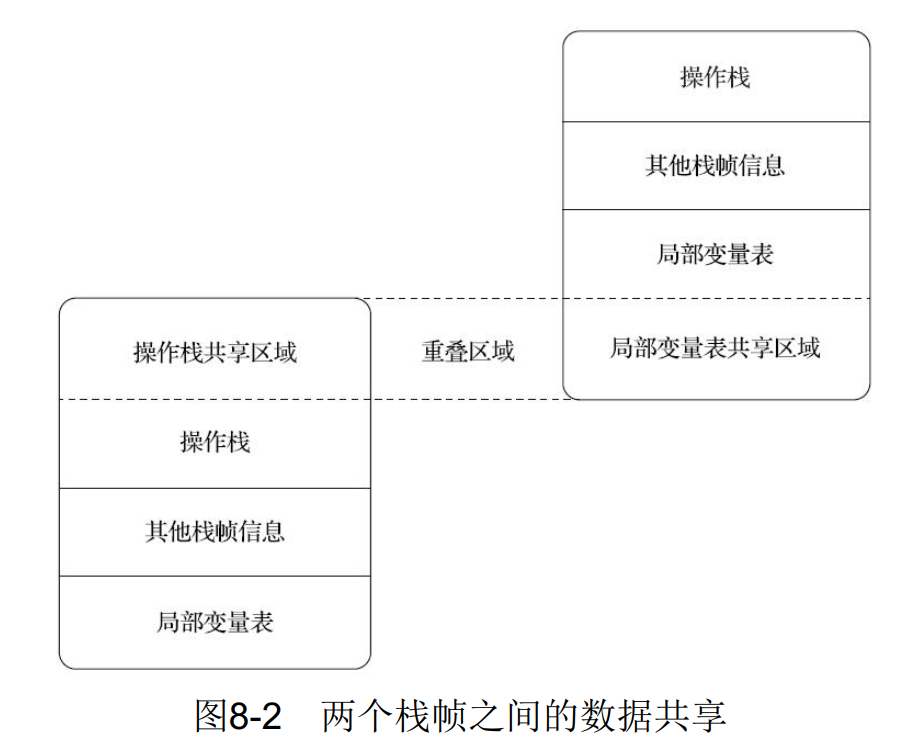 操作栈
其他栈帧信息
局部变量表
操作栈共享区域
重叠区域
局部变量表共享区域
操作栈
其他栈帧信息
局部变量表
图8-2 两个栈帧之间的数据共享